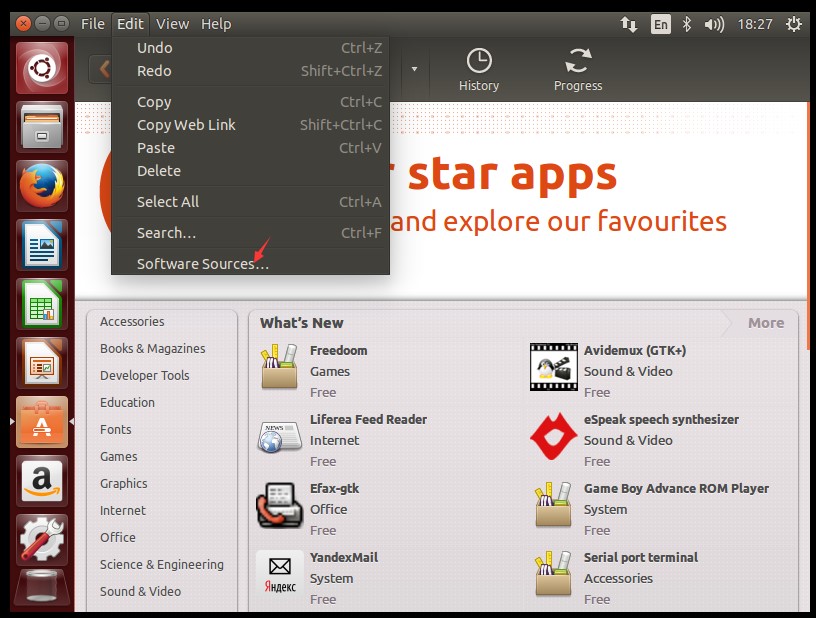 File Edit View Help
En
18:27
Undo Ctrl+Z
Redo Shift+Ctrl+Z
Copy Ctrl+C
Copy Web Link Shift+Ctrl+C
Paste Ctrl+V
Delete
Select All Ctrl+A
Search... Ctrl+F
Software Sources...
History
Progress
star apps
and explore our favourites
Accessories
Books & Magazines
Developer Tools
Education
Fonts
Games
Graphics
Internet
Office
Science & Engineering
Sound & Video
What's New
More
Freedoom
Games
Free
Avidemux (GTK+)
Sound & Video
Free
NEWS
Liferea Feed Reader
Internet
Free
eSpeak speech synthesizer
Sound & Video
Free
Efax-gtk
Office
Free
Game Boy Advance ROM Player
System
Free
Яндекс
YandexMail
System
Free
Serial port terminal
Accessories
Free
A
a